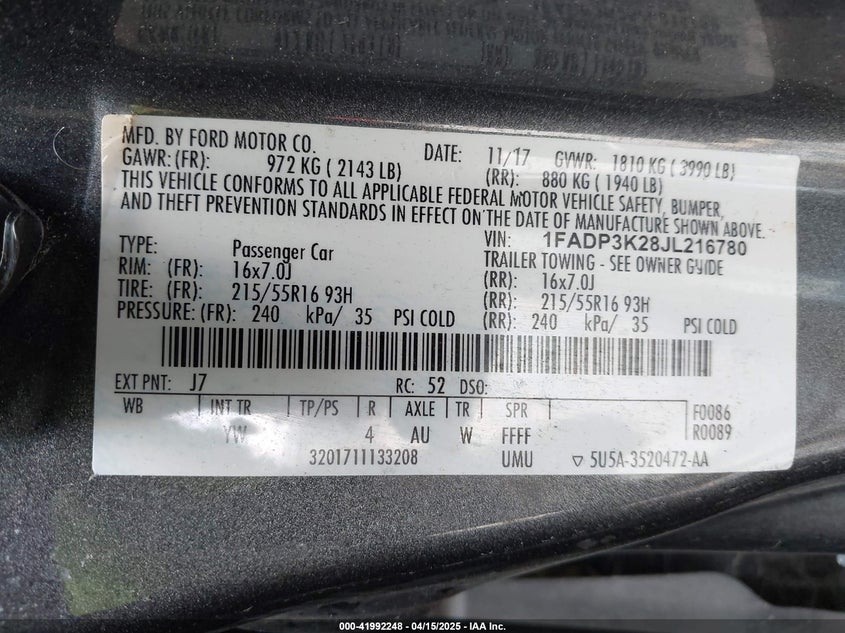 MFD. BY FORD MOTOR CO. DATE: 11/17 GVWR: 1810 KG ( 3990 LB)
GAWR: (FR): 972 KG ( 2143 LB) (RR): 880 KG ( 1940 LB)
THIS VEHICLE CONFORMS TO ALL APPLICABLE FEDERAL MOTOR VEHICLE SAFETY, BUMPER,
AND THEFT PREVENTION STANDARDS IN EFFECT ON THE DATE OF MANUFACTURE SHOWN ABOVE.
VIN: 1FADP3K28JL216780
TYPE: Passenger Car TRAILER TOWING - SEE OWNER GUIDE
RIM: (FR): 16x7.0J (RR): 16x7.0J
TIRE: (FR): 215/55R16 93H (RR): 215/55R16 93H
PRESSURE: (FR): 240 kPa/ 35 PSI COLD (RR): 240 kPa/ 35 PSI COLD
EXT PNT: J7 RC: 52 DSO:
WB INT TR TP/PS R AXLE TR SPR F0086
YW 4 AU W FFFF R0089
3201711133208 UMU ▽ 5U5A-3520472-AA
000-41992248 - 04/15/2025 - IAA Inc.